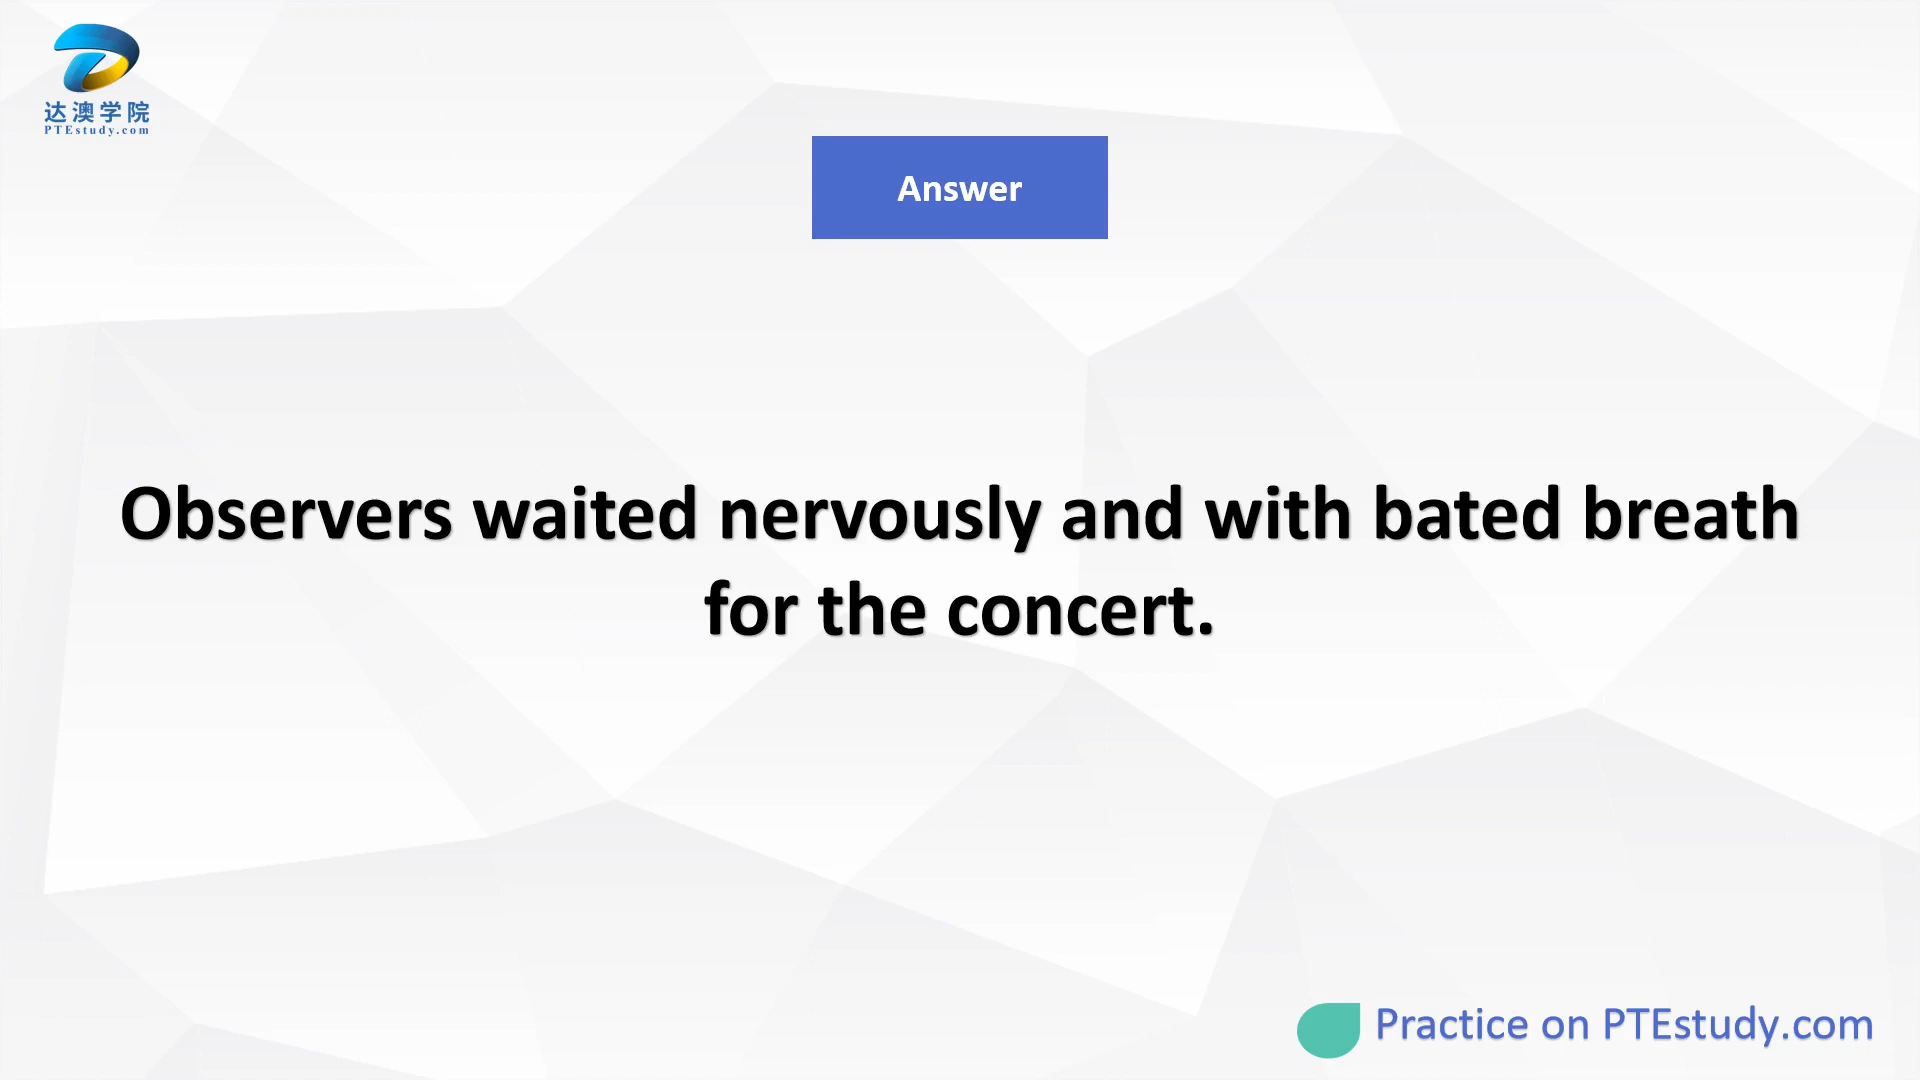 达澳学院
PTEstudy.com
Answer
Observers waited nervously and with bated breath
for the concert.
Practice on PTEstudy.com